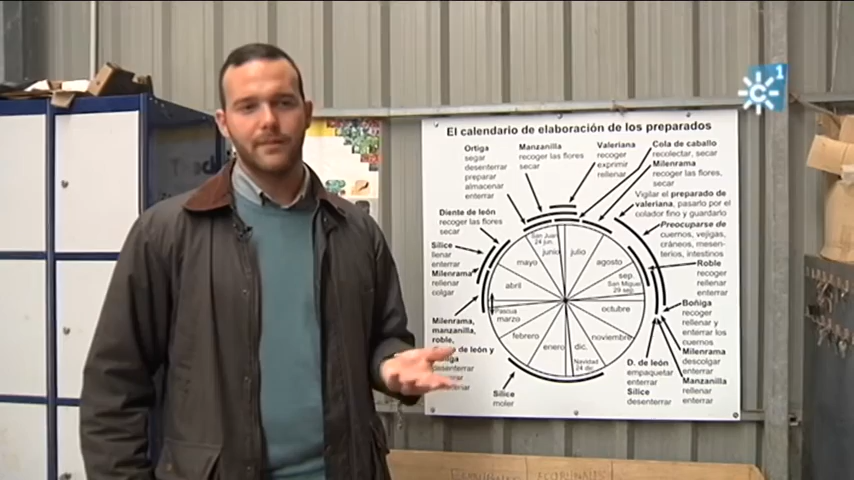 1
El calendario de elaboración de los preparados
Ortiga
segar
desenterrar
preparar
almacenar
enterrar
Manzanilla
recoger las flores
secar
Valeriana
recoger
exprimir
rellenar
Cola de caballo
recolectar, secar
Milenrama
recoger las flores,
secar
Vigilar el preparado de
valeriana, pasarlo por el
colador fino y guardarlo
Preocuparse de
cuernos, vejigas,
cráneos, mesen-
terios, intestinos
Roble
recoger
rellenar
enterrar
Boñiga
recoger
rellenar y
enterrar los
cuernos
Milenrama
descolgar
enterrar
Manzanilla
rellenar
enterrar
D. de león
empaquetar
enterrar
Sílice
desenterrar
Sílice
moler
Diente de león
recoger las flores
secar
Sílice
llenar
enterrar
Milenrama
rellenar
colgar
Milenrama,
manzanilla,
roble,
de león y
desenterrar
San Juan
24 jun.
junio
julio
agosto
sep.
San Miguel
29 sep.
octubre
noviembre
dic.
Navidad
24 dic.
enero
febrero
marzo
Pascua
abril
mayo